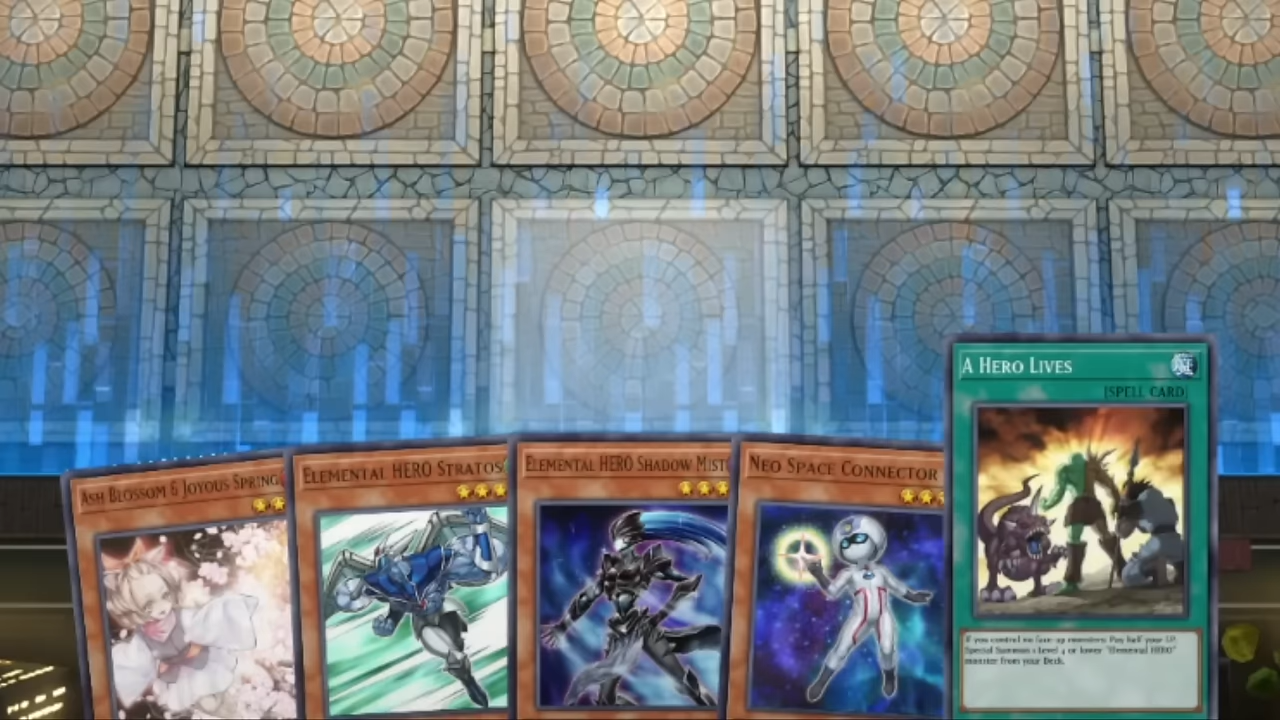 A HERO LIVES
[SPELL CARD]
If you control no face-up monsters: Pay half your LP;
Special Summon 1 Level 4 or lower "Elemental HERO"
monster from your Deck.
ASH BLOSSOM & JOYOUS SPRING
ELEMENTAL HERO STRATOS
ELEMENTAL HERO SHADOW MIST
NEO SPACE CONNECTOR